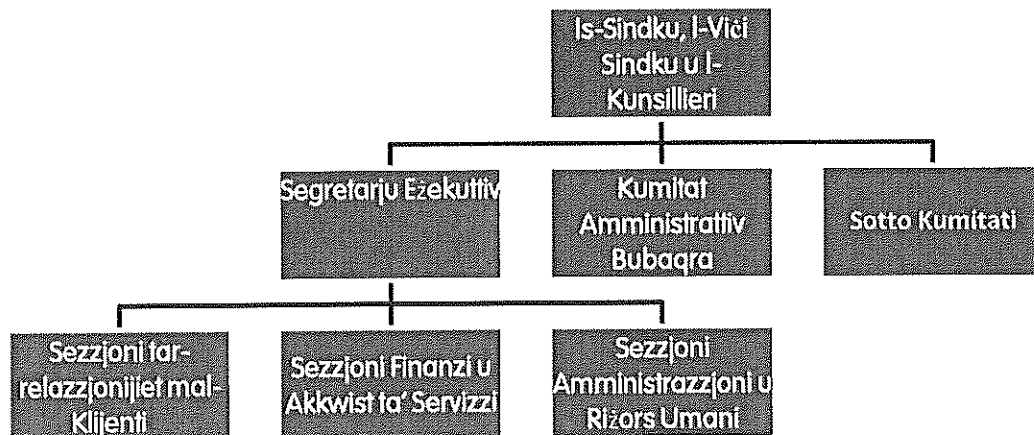 Is-Sindku, l-Viċi
Sindku u l-
Kunsillieri
Segretarju Eżekuttiv
Kumitat
Amministrattiv
Bubaqra
Sotto Kumitati
Sezzjoni tar-
relazzjonijiet mal-
Klijenti
Sezzjoni Finanzi u
Akkwist ta' Servizzi
Sezzjoni
Amministrazzjoni u
Riżors Umani